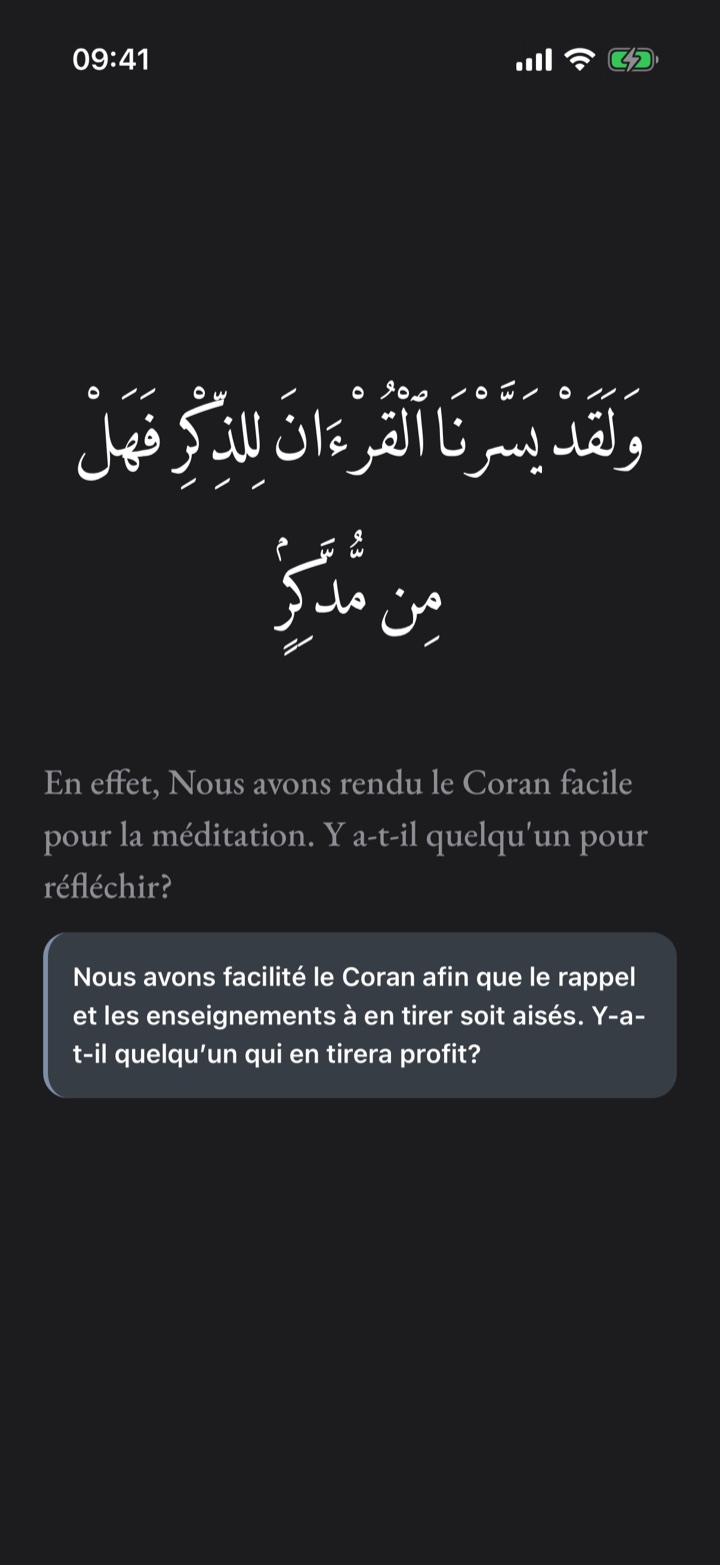 09:41
وَلَقَدْ يَسَّرْنَا ٱلْقُرْءَانَ لِلذِّكْرِ فَهَلْ
مِن مُّدَّكِرٍۢ
En effet, Nous avons rendu le Coran facile
pour la méditation. Y a-t-il quelqu'un pour
réfléchir?
Nous avons facilité le Coran afin que le rappel
et les enseignements à en tirer soit aisés. Y-a-
t-il quelqu’un qui en tirera profit?